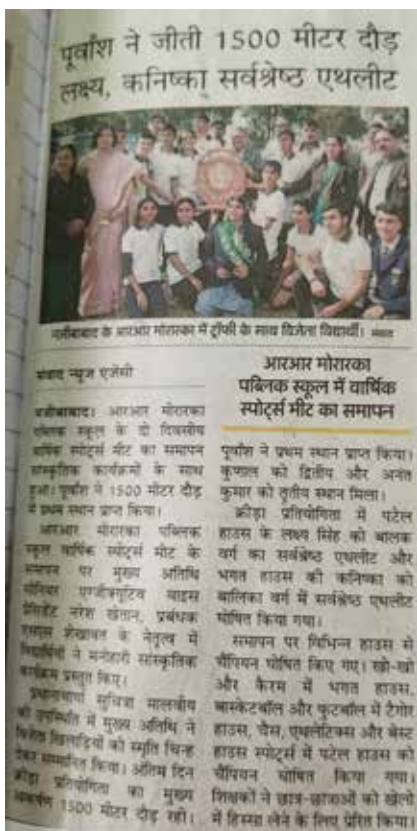 पूर्वांश ने जीती 1500 मीटर दौड़
लक्ष्य, कनिष्का सर्वश्रेष्ठ एथलीट
नजीबाबाद के आरआर मोरारका में ट्रॉफी के साथ विजेता विद्यार्थी। संवाद
संवाद न्यूज एजेंसी
नजीबाबाद। आरआर मोरारका
पब्लिक स्कूल के दो दिवसीय
वार्षिक स्पोर्ट्स मीट का समापन
सांस्कृतिक कार्यक्रमों के साथ
हुआ। पूर्वांश ने 1500 मीटर दौड़
में प्रथम स्थान प्राप्त किया।
आरआर मोरारका पब्लिक
स्कूल वार्षिक स्पोर्ट्स मीट के
समापन पर मुख्य अतिथि
सीनियर एग्जीक्यूटिव वाइस
प्रेसिडेंट नरेश खेतान, प्रबंधक
एसएस शेखावत के नेतृत्व में
विद्यार्थियों ने मनोहारी सांस्कृतिक
कार्यक्रम प्रस्तुत किए।
प्रधानाचार्या सुचित्रा मालवीय
की उपस्थिति में मुख्य अतिथि ने
विजेता खिलाड़ियों को स्मृति चिन्ह
देकर सम्मानित किया। अंतिम दिन
क्रीड़ा प्रतियोगिता का मुख्य
आकर्षण 1500 मीटर दौड़ रही।
आरआर मोरारका
पब्लिक स्कूल में वार्षिक
स्पोर्ट्स मीट का समापन
पूर्वांश ने प्रथम स्थान प्राप्त किया।
कुणाल को द्वितीय और अनंत
कुमार को तृतीय स्थान मिला।
क्रीड़ा प्रतियोगिता में पटेल
हाउस के लक्ष्य सिंह को बालक
वर्ग का सर्वश्रेष्ठ एथलीट और
भगत हाउस की कनिष्का को
बालिका वर्ग में सर्वश्रेष्ठ एथलीट
घोषित किया गया।
समापन पर विभिन्न हाउस से
चैंपियन घोषित किए गए। खो-खो
और कैरम में भगत हाउस,
बास्केटबॉल और फुटबॉल में टैगोर
हाउस, चैस, एथलेटिक्स और बेस्ट
हाउस स्पोर्ट्स में पटेल हाउस को
चैंपियन घोषित किया गया।
शिक्षकों ने छात्र-छात्राओं को खेलों
में हिस्सा लेने के लिए प्रेरित किया।